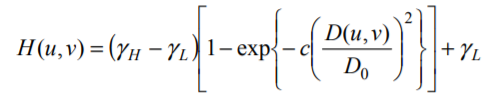 H(u,v) = (γ_H − γ_L)[1 − exp{−c(D(u,v)/D_0)^2}] + γ_L